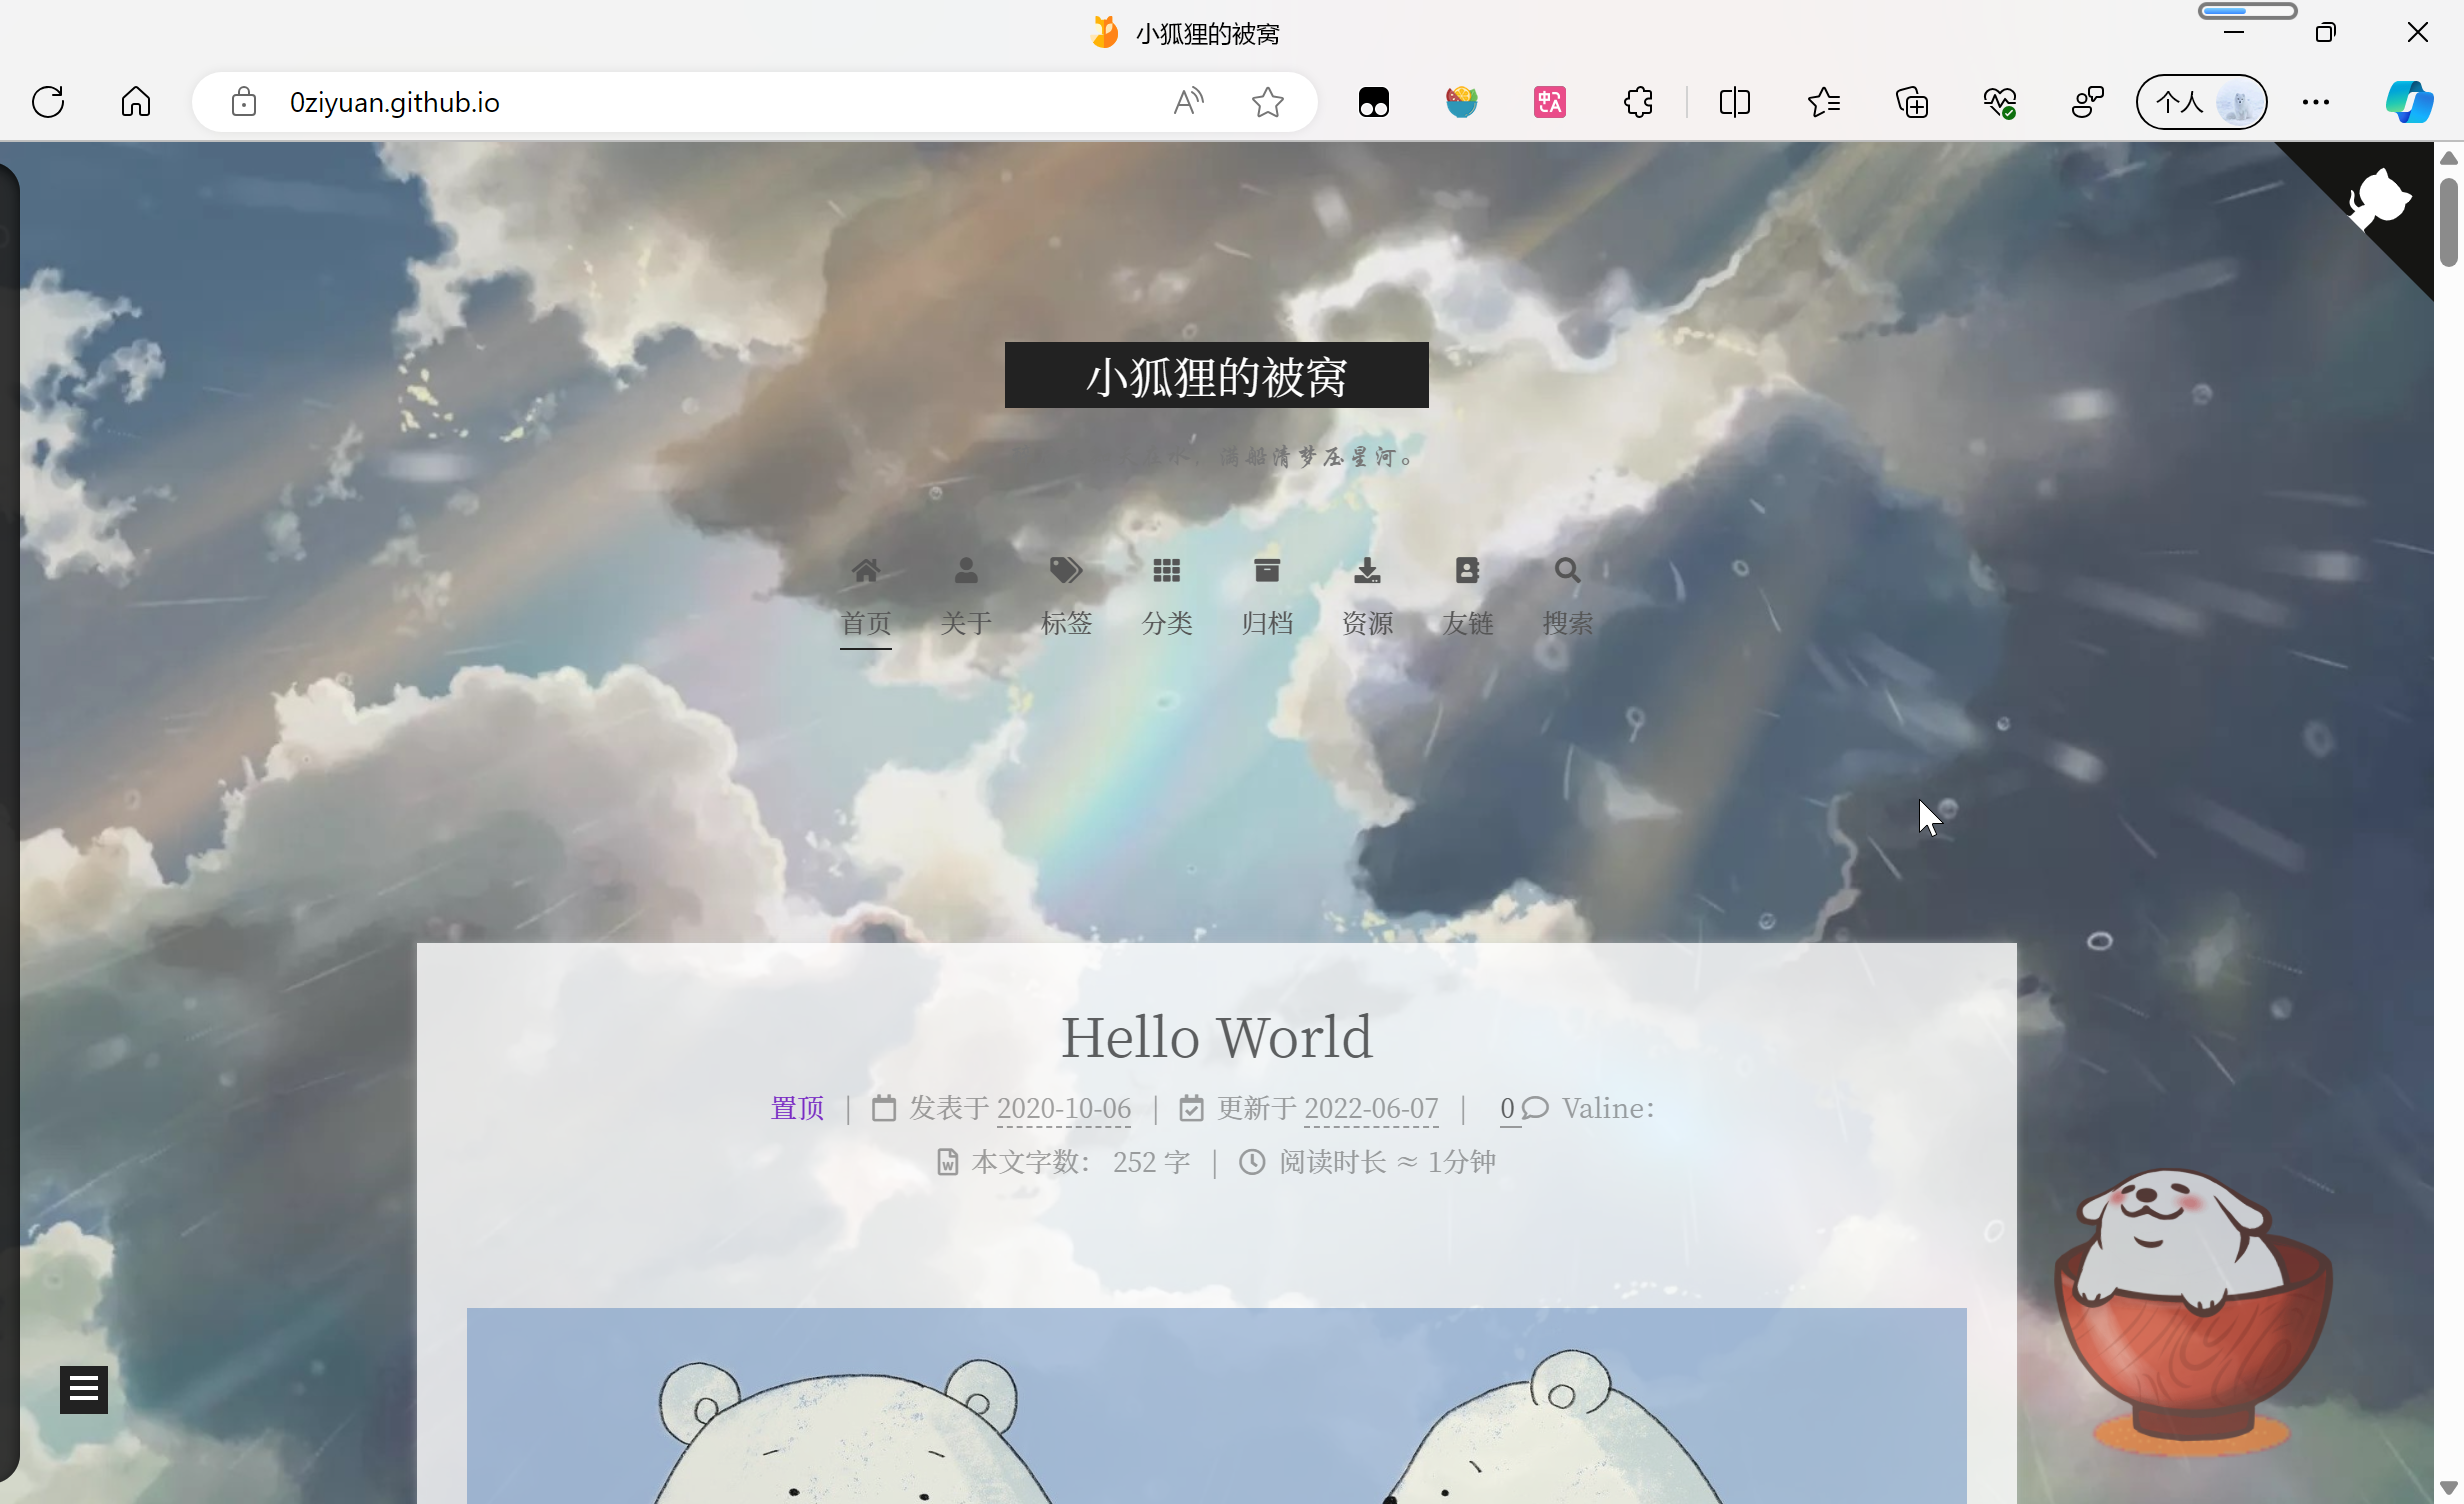 小狐狸的被窝
0ziyuan.github.io
个人
小狐狸的被窝
在水，满船清梦压星河。
首页 关于 标签 分类 归档 资源 友链 搜索
Hello World
置顶 | 发表于 2020-10-06 | 更新于 2022-06-07 | 0 Valine：
本文字数： 252 字 | 阅读时长 ≈ 1分钟